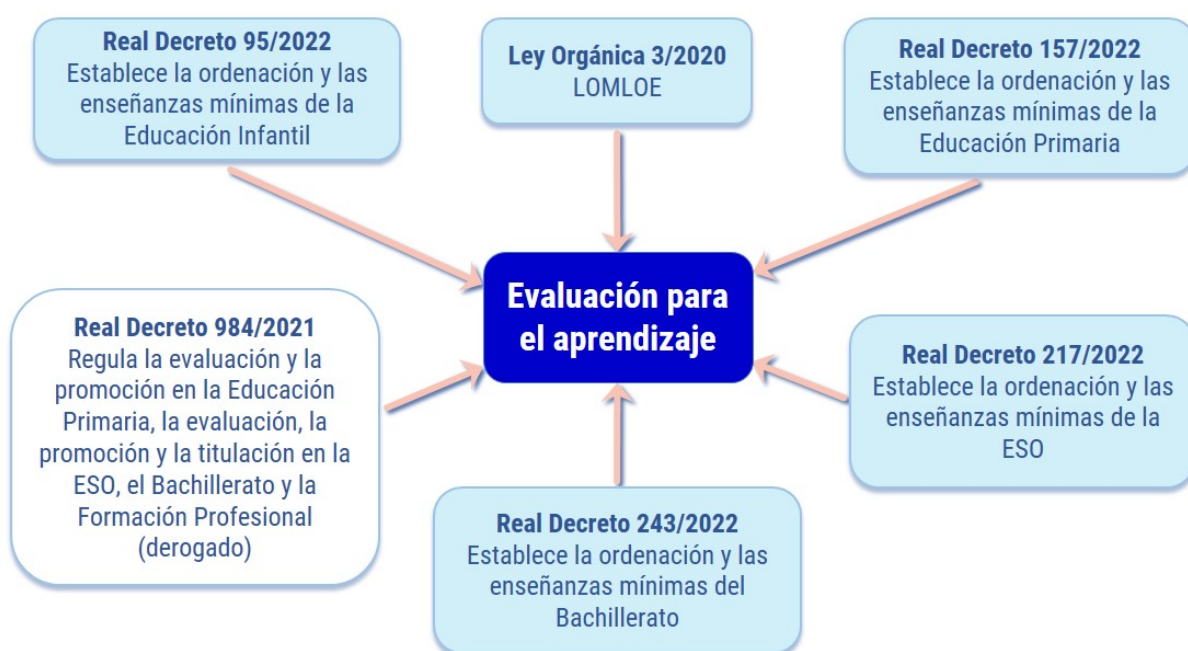 Real Decreto 95/2022
Establece la ordenación y las
enseñanzas mínimas de la
Educación Infantil
Ley Orgánica 3/2020
LOMLOE
Real Decreto 157/2022
Establece la ordenación y las
enseñanzas mínimas de la
Educación Primaria
Evaluación para
el aprendizaje
Real Decreto 984/2021
Regula la evaluación y la
promoción en la Educación
Primaria, la evaluación, la
promoción y la titulación en la
ESO, el Bachillerato y la
Formación Profesional
(derogado)
Real Decreto 217/2022
Establece la ordenación y las
enseñanzas mínimas de la
ESO
Real Decreto 243/2022
Establece la ordenación y las
enseñanzas mínimas del
Bachillerato